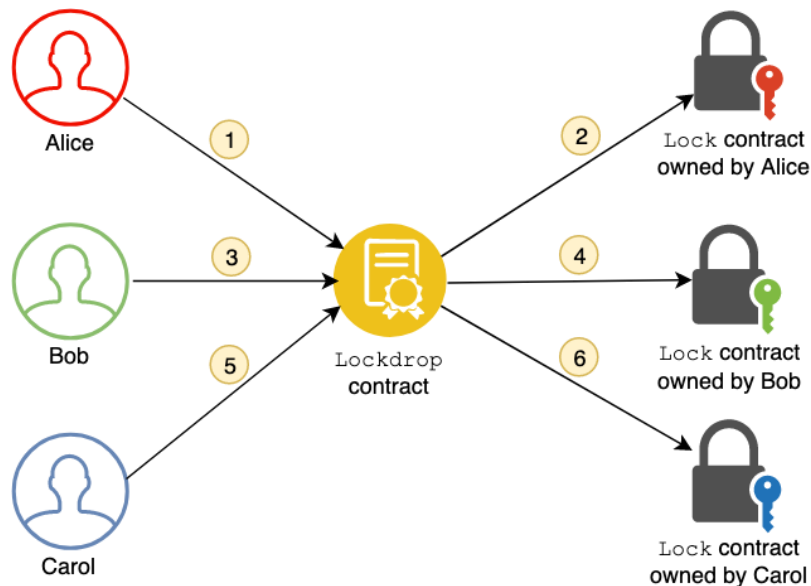 Alice
1
2
Lock contract
owned by Alice
3
4
Bob
Lockdrop
contract
Lock contract
owned by Bob
5
6
Carol
Lock contract
owned by Carol